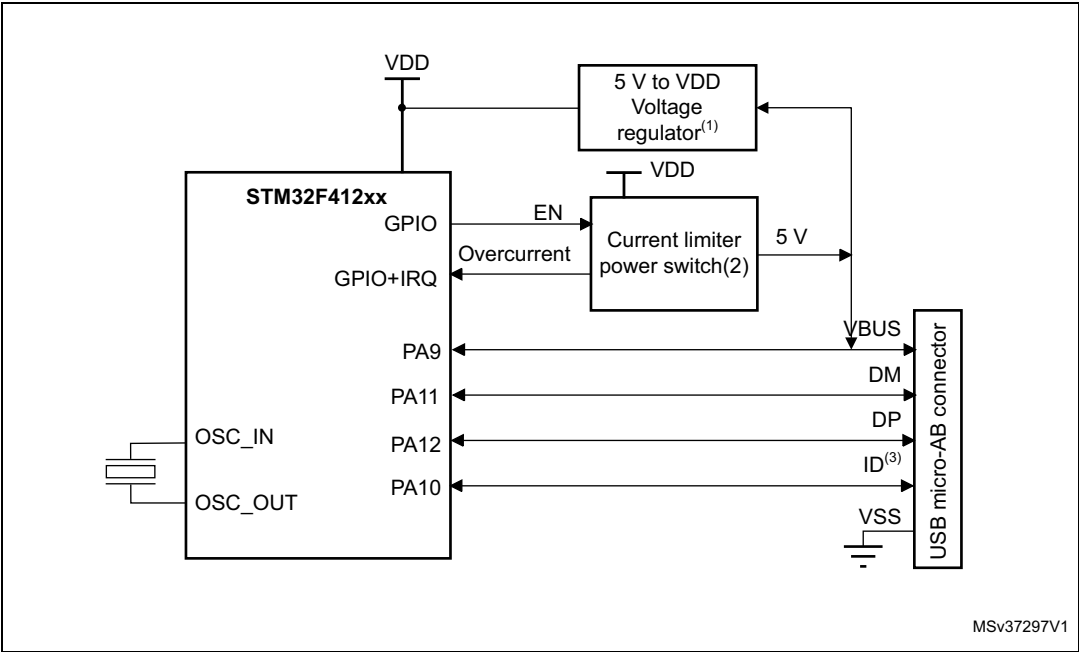 VDD
5 V to VDD
Voltage
regulator(1)
VDD
STM32F412xx
GPIO
EN
Current limiter
power switch(2)
5 V
Overcurrent
GPIO+IRQ
VBUS
PA9
DM
PA11
DP
OSC_IN
PA12
ID(3)
PA10
OSC_OUT
VSS
USB micro-AB connector
MSv37297V1